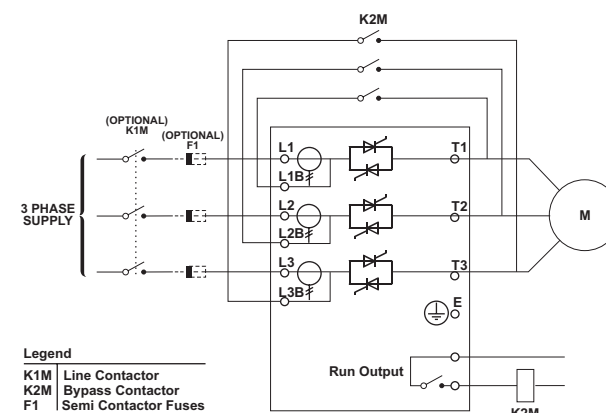 K2M
(OPTIONAL)
K1M
(OPTIONAL)
F1
L1
T1
L1B
L2
T2
L2B
3 PHASE
SUPPLY
M
L3
T3
L3B
E
Run Output
K2M
Legend
K1M Line Contactor
K2M Bypass Contactor
F1 Semi Contactor Fuses